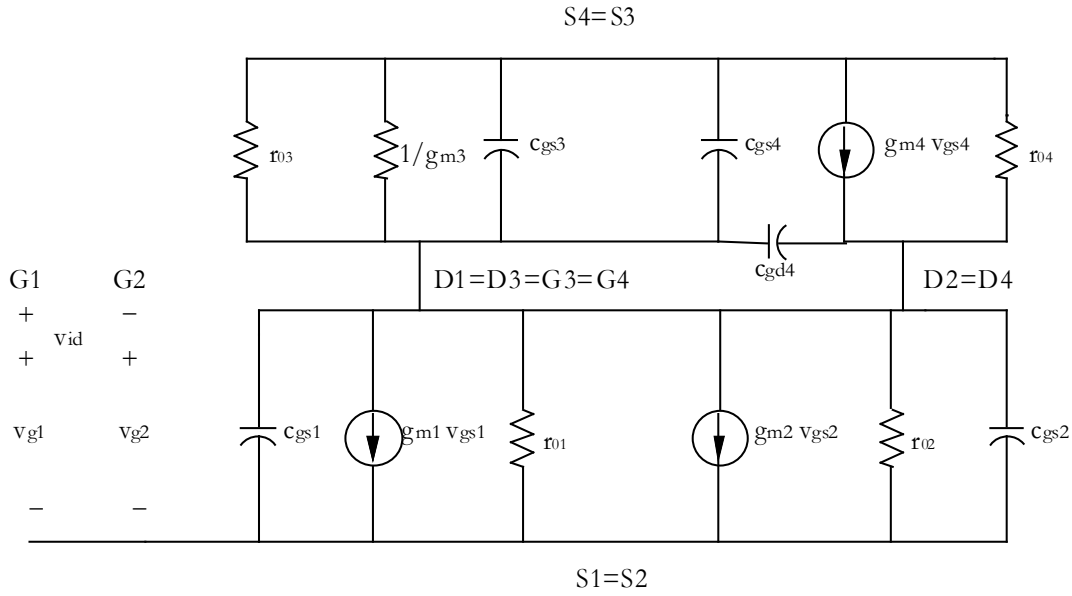 S4=S3
r03
1/gm3
cgs3
cgs4
gm4 vgs4
r04
cgd4
G1
G2
D1=D3=G3=G4
D2=D4
+
−
vid
+
+
vg1
vg2
cgs1
gm1 vgs1
r01
gm2 vgs2
r02
cgs2
−
−
S1=S2